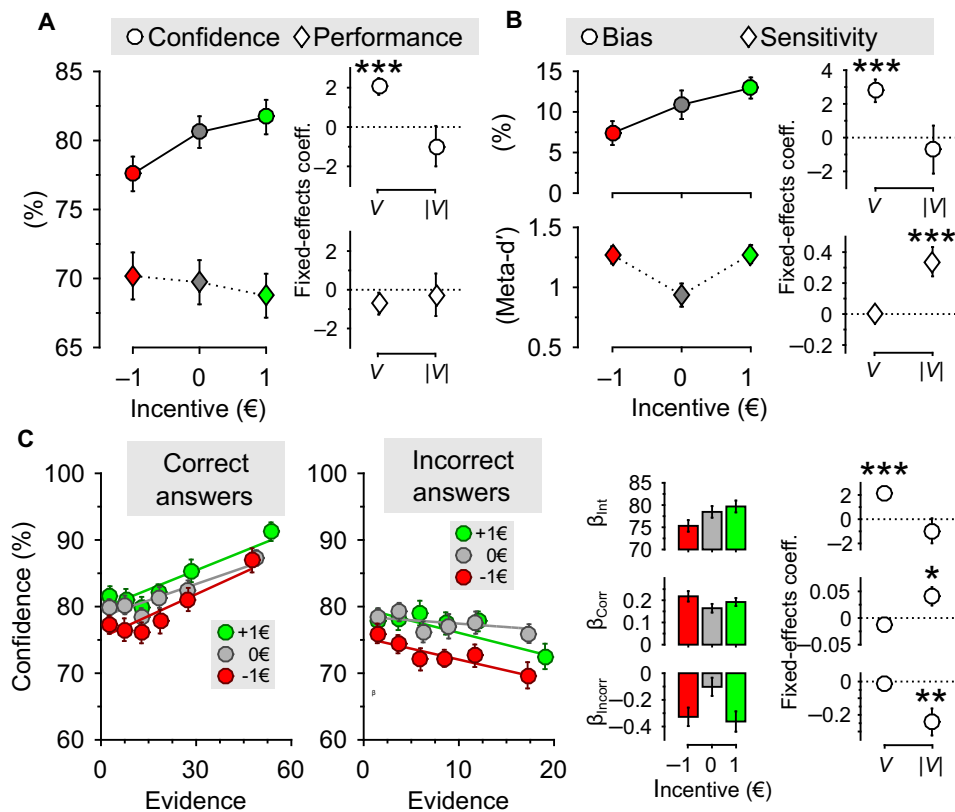 A
Confidence Performance
85
80
75
70
65
(%)
−1 0 1
Incentive (€)
***
2
0
−2
V |V|
2
0
−2
V |V|
Fixed-effects coeff.
B
Bias Sensitivity
15
10
5
0
(%)
1.5
1
0.5
(Meta-d′)
−1 0 1
Incentive (€)
***
4
2
0
−2
V |V|
***
0.4
0.2
0
−0.2
V |V|
Fixed-effects coeff.
C
Correct
answers
100
90
80
70
60
Confidence (%)
+1€
0€
-1€
0 30 60
Evidence
Incorrect
answers
100
90
80
70
60
+1€
0€
-1€
β
0 10 20
Evidence
85
80
75
70
βInt
0.2
0.1
0
βCorr
0
−0.2
−0.4
βIncorr
−1 0 1
Incentive (€)
***
2
0
−2
*
0.05
0
−0.05
**
0
−0.2
V |V|
Fixed-effects coeff.